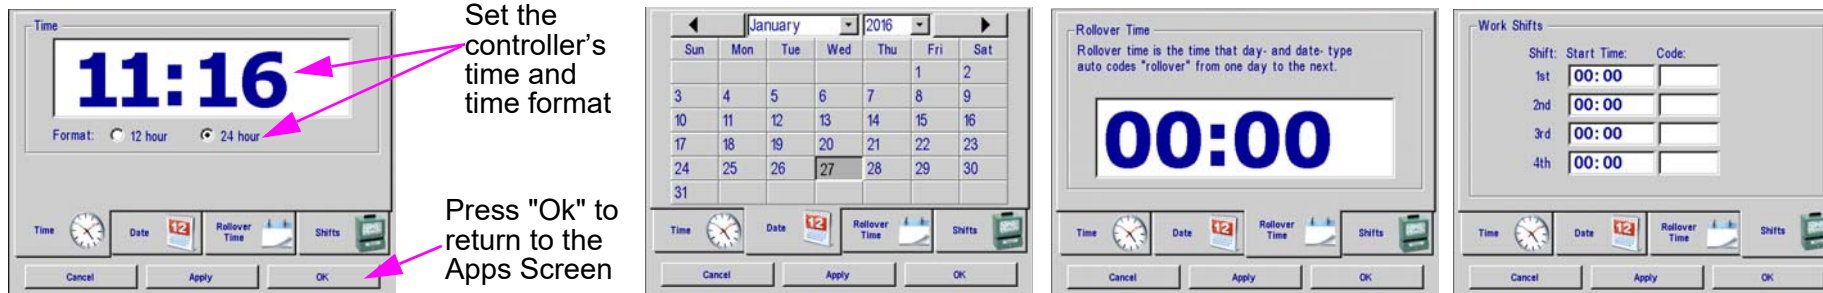 Time
11:16
Format: 12 hour 24 hour
Time Date Rollover Time Shifts
Cancel Apply OK
Set the
controller’s
time and
time format
Press "Ok" to
return to the
Apps Screen
January 2016
Sun Mon Tue Wed Thu Fri Sat
1 2
3 4 5 6 7 8 9
10 11 12 13 14 15 16
17 18 19 20 21 22 23
24 25 26 27 28 29 30
31
Time Date 12 Rollover Time Shifts
Cancel Apply OK
Rollover Time
Rollover time is the time that day- and date- type
auto codes "rollover" from one day to the next.
00:00
Time Date 12 Rollover Time Shifts
Cancel Apply OK
Work Shifts
Shift: Start Time: Code:
1st 00:00
2nd 00:00
3rd 00:00
4th 00:00
Time Date 12 Rollover Time Shifts
Cancel Apply OK